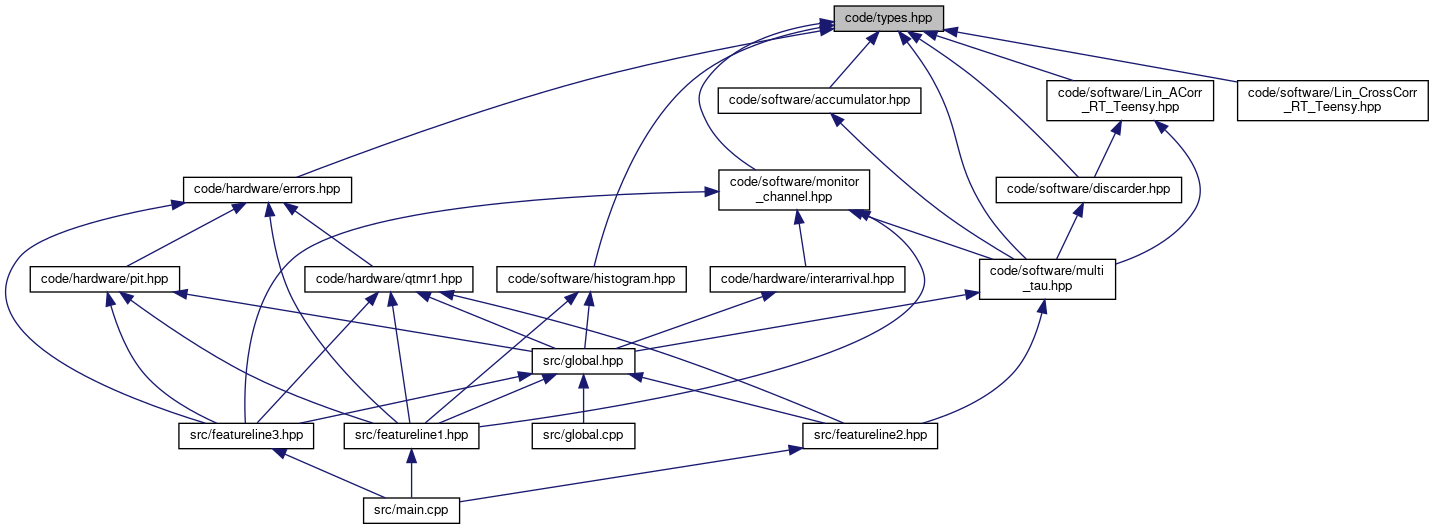 code/types.hpp
code/software/accumulator.hpp
code/software/Lin_ACorr
_RT_Teensy.hpp
code/software/Lin_CrossCorr
_RT_Teensy.hpp
code/hardware/errors.hpp
code/software/monitor
_channel.hpp
code/software/discarder.hpp
code/hardware/pit.hpp
code/hardware/qtmr1.hpp
code/software/histogram.hpp
code/hardware/interarrival.hpp
code/software/multi
_tau.hpp
src/global.hpp
src/featureline3.hpp
src/featureline1.hpp
src/global.cpp
src/featureline2.hpp
src/main.cpp